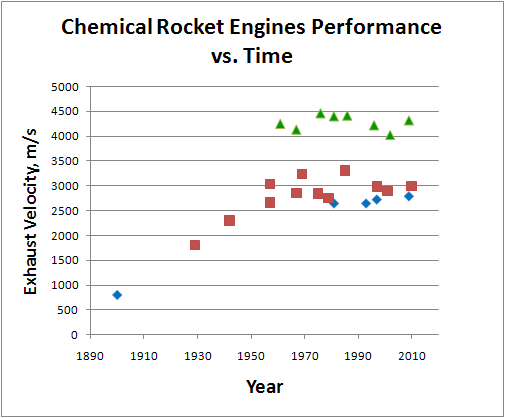 Chemical Rocket Engines Performance
vs. Time
5000
4500
4000
3500
3000
2500
2000
1500
1000
500
0
Exhaust Velocity, m/s
1890 1910 1930 1950 1970 1990 2010
Year